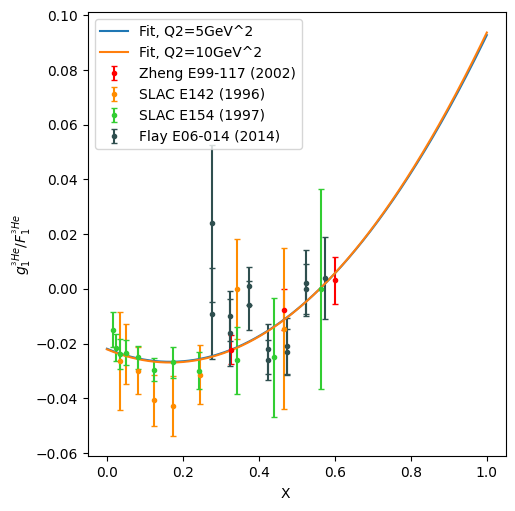 0.10
0.08
0.06
0.04
0.02
0.00
−0.02
−0.04
−0.06
g₁^³He/F₁^³He
Fit, Q2=5GeV^2
Fit, Q2=10GeV^2
Zheng E99-117 (2002)
SLAC E142 (1996)
SLAC E154 (1997)
Flay E06-014 (2014)
0.0 0.2 0.4 0.6 0.8 1.0
X